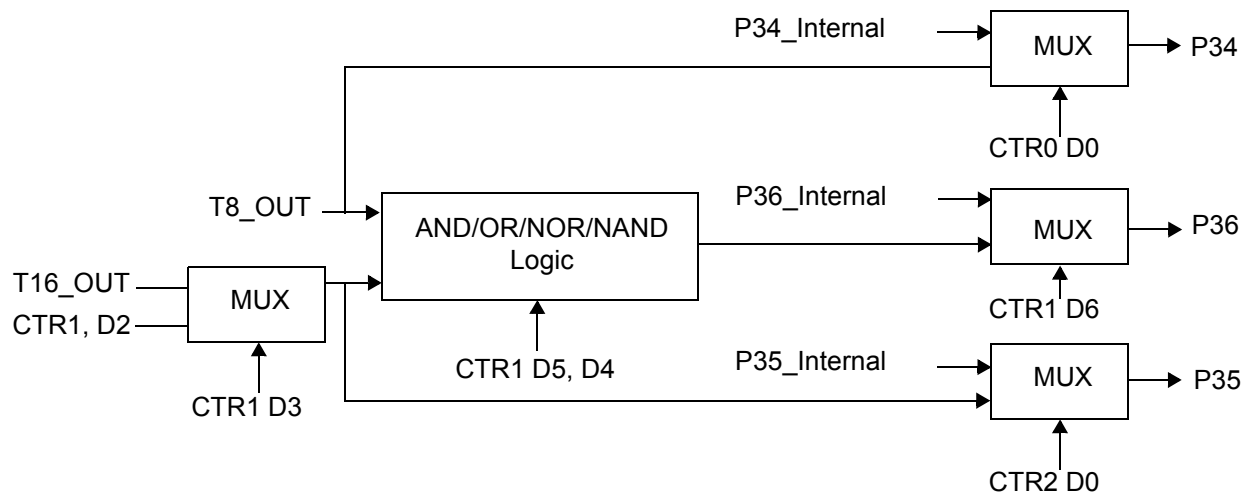 P34_Internal
MUX
P34
CTR0 D0
T8_OUT
AND/OR/NOR/NAND
Logic
P36_Internal
MUX
P36
T16_OUT
CTR1, D2
MUX
CTR1 D6
CTR1 D5, D4
P35_Internal
MUX
P35
CTR1 D3
CTR2 D0